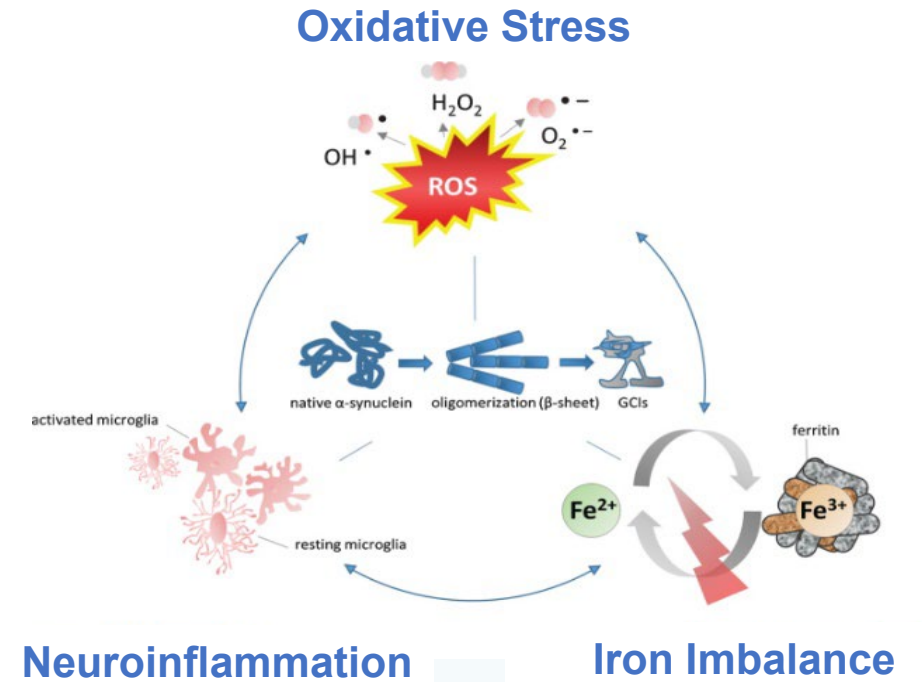 Oxidative Stress
H₂O₂
OH •
O₂ •−
ROS
native α-synuclein
oligomerization (β-sheet)
GCIs
activated microglia
resting microglia
ferritin
Fe²⁺
Fe³⁺
Neuroinflammation
Iron Imbalance